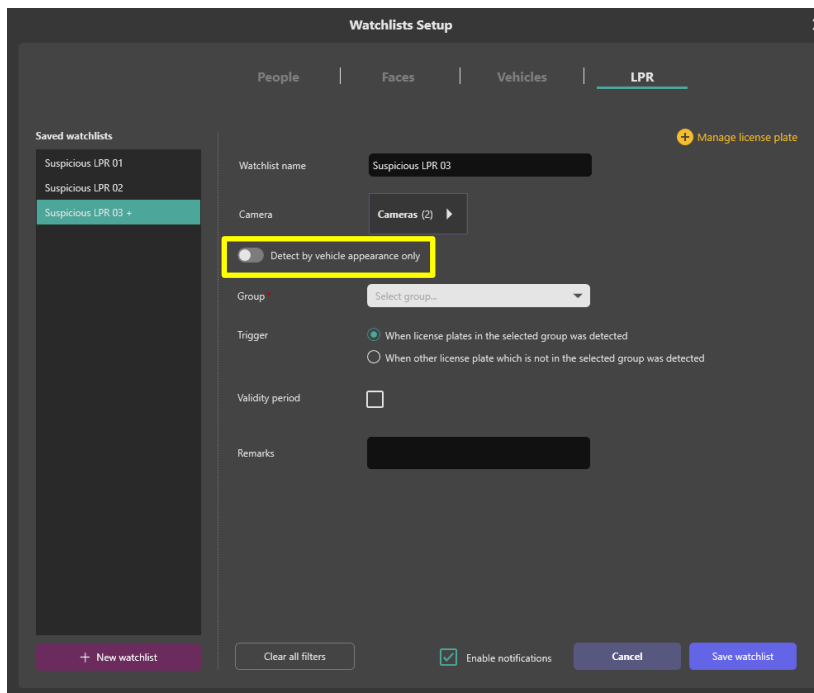 Watchlists Setup
People
Faces
Vehicles
LPR
Saved watchlists
Manage license plate
Suspicious LPR 01
Suspicious LPR 02
Suspicious LPR 03 +
Watchlist name
Suspicious LPR 03
Camera
Cameras (2)
Detect by vehicle appearance only
Group*
Select group...
Trigger
When license plates in the selected group was detected
When other license plate which is not in the selected group was detected
Validity period
Remarks
+ New watchlist
Clear all filters
Enable notifications
Cancel
Save watchlist